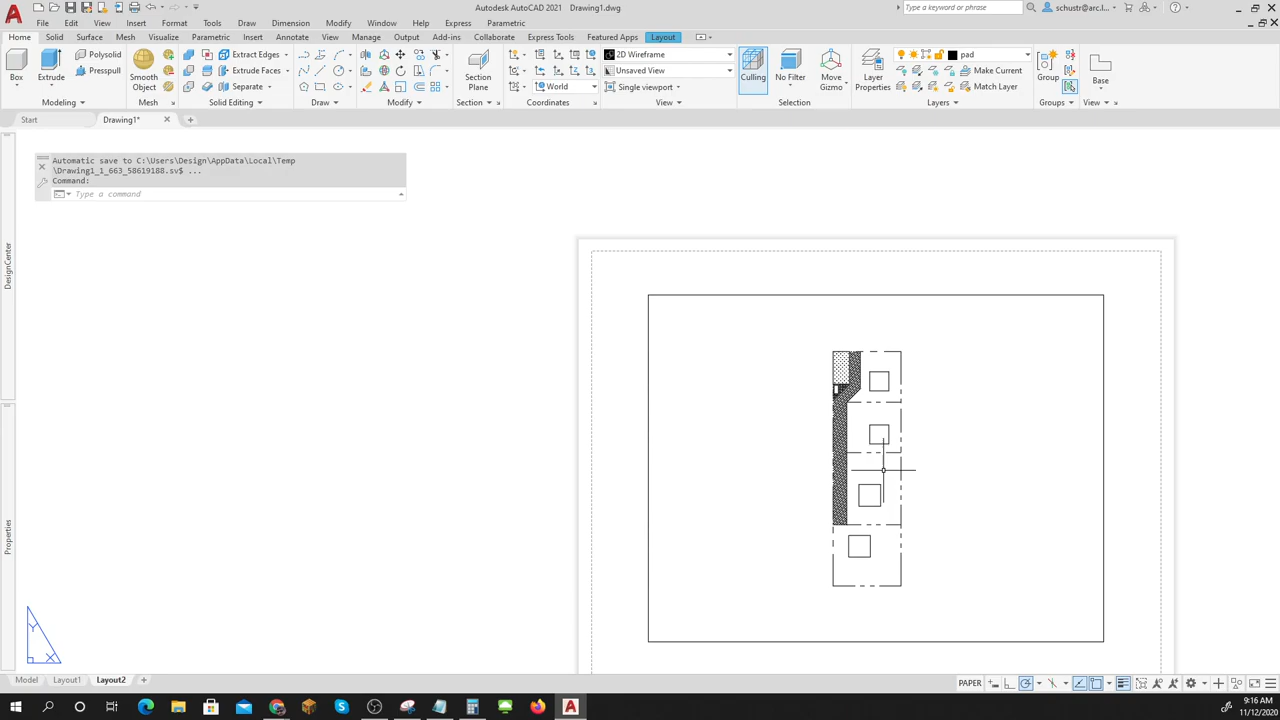 Autodesk AutoCAD 2021 Drawing1.dwg
Type a keyword or phrase
schustr@arc.l...
File Edit View Insert Format Tools Draw Dimension Modify Window Help Express Parametric
Home Solid Surface Mesh Visualize Parametric Insert Annotate View Manage Output Add-ins Collaborate Express Tools Featured Apps Layout
Box
Extrude
Polysolid
Presspull
Smooth
Object
Extract Edges
Extrude Faces
Separate
Section
Plane
World
2D Wireframe
Unsaved View
Single viewport
Culling
No Filter
Move
Gizmo
Layer
Properties
pad
Make Current
Match Layer
Group
Base
Modeling Mesh Solid Editing Draw Modify Section Coordinates View Selection Layers Groups View
Start Drawing1*
Automatic save to C:\Users\Design\AppData\Local\Temp
\Drawing1_1_663_58619188.sv$ ...
Command:
Type a command
DesignCenter
Properties
Y
X
Model Layout1 Layout2
PAPER
9:16 AM
11/12/2020